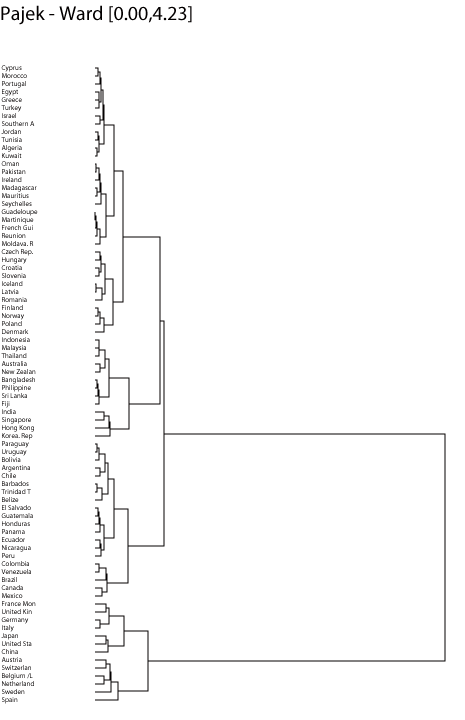 Pajek - Ward [0.00,4.23]
Cyprus
Morocco
Portugal
Egypt
Greece
Turkey
Israel
Southern A
Jordan
Tunisia
Algeria
Kuwait
Oman
Pakistan
Ireland
Madagascar
Mauritius
Seychelles
Guadeloupe
Martinique
French Gui
Reunion
Moldava. R
Czech Rep.
Hungary
Croatia
Slovenia
Iceland
Latvia
Romania
Finland
Norway
Poland
Denmark
Indonesia
Malaysia
Thailand
Australia
New Zealan
Bangladesh
Philippine
Sri Lanka
Fiji
India
Singapore
Hong Kong
Korea. Rep
Paraguay
Uruguay
Bolivia
Argentina
Chile
Barbados
Trinidad T
Belize
El Salvado
Guatemala
Honduras
Panama
Ecuador
Nicaragua
Peru
Colombia
Venezuela
Brazil
Canada
Mexico
France Mon
United Kin
Germany
Italy
Japan
United Sta
China
Austria
Switzerlan
Belgium /L
Netherland
Sweden
Spain